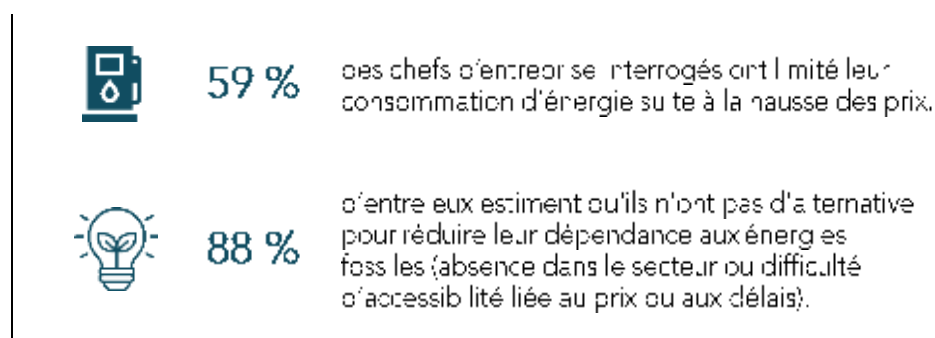 59 %
des chefs d'entreprise interrogés ont limité leur
consommation d'énergie suite à la hausse des prix.
88 %
d'entre eux estiment qu'ils n'ont pas d'alternative
pour réduire leur dépendance aux énergies
fossiles (absence dans le secteur ou difficulté
d'accessibilité liée au prix ou aux délais).